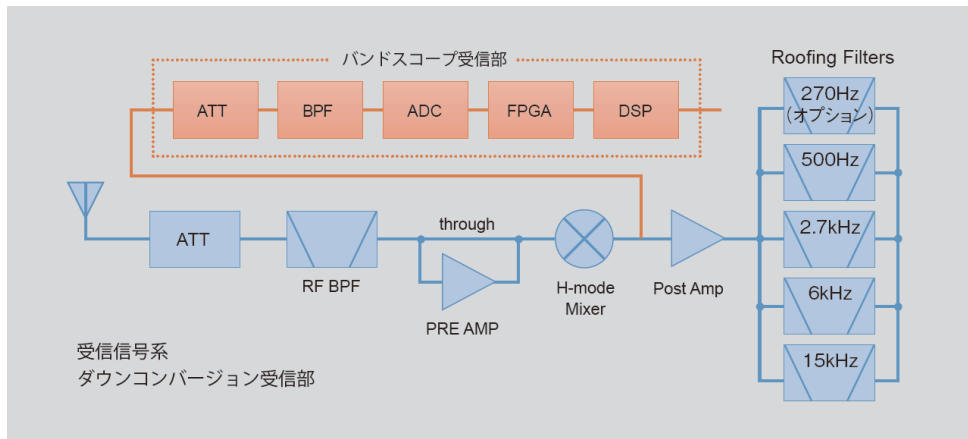 バンドスコープ受信部
ATT
BPF
ADC
FPGA
DSP
Roofing Filters
270Hz
(オプション)
500Hz
2.7kHz
6kHz
15kHz
ATT
RF BPF
through
PRE AMP
H-mode
Mixer
Post Amp
受信信号系
ダウンコンバージョン受信部